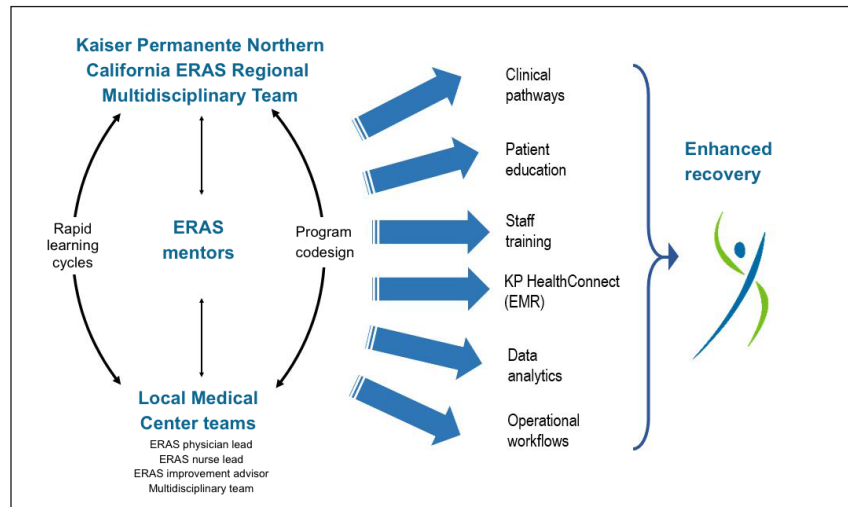 Kaiser Permanente Northern
California ERAS Regional
Multidisciplinary Team
Rapid
learning
cycles
ERAS
mentors
Program
codesign
Local Medical
Center teams
ERAS physician lead
ERAS nurse lead
ERAS improvement advisor
Multidisciplinary team
Clinical
pathways
Patient
education
Staff
training
KP HealthConnect
(EMR)
Data
analytics
Operational
workflows
Enhanced
recovery